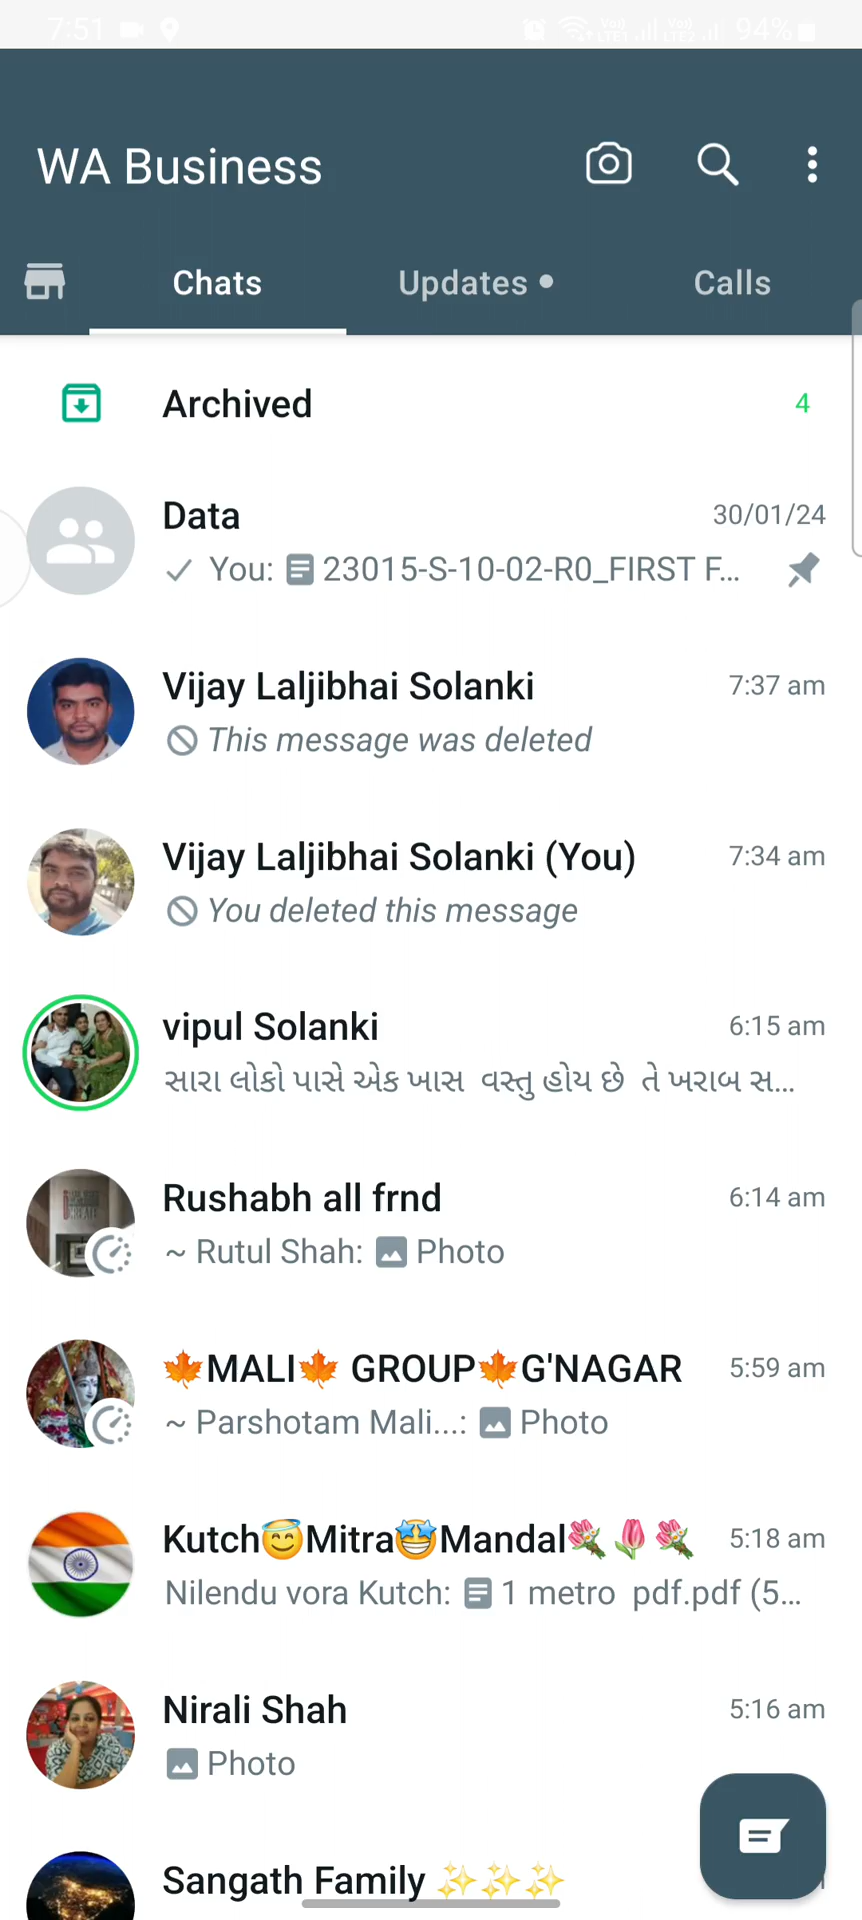 7:51 94%
WA Business
Chats Updates Calls
Archived 4
Data 30/01/24
You: 23015-S-10-02-R0_FIRST F...
Vijay Laljibhai Solanki 7:37 am
This message was deleted
Vijay Laljibhai Solanki (You) 7:34 am
You deleted this message
vipul Solanki 6:15 am
સારા લોકો પાસે એક ખાસ વસ્તુ હોય છે તે ખરાબ સ...
Rushabh all frnd 6:14 am
~ Rutul Shah: Photo
🍁MALI🍁 GROUP🍁G'NAGAR 5:59 am
~ Parshotam Mali...: Photo
Kutch😇Mitra🤩Mandal💐🌷💐 5:18 am
Nilendu vora Kutch: 1 metro pdf.pdf (5...
Nirali Shah 5:16 am
Photo
Sangath Family ✨✨✨